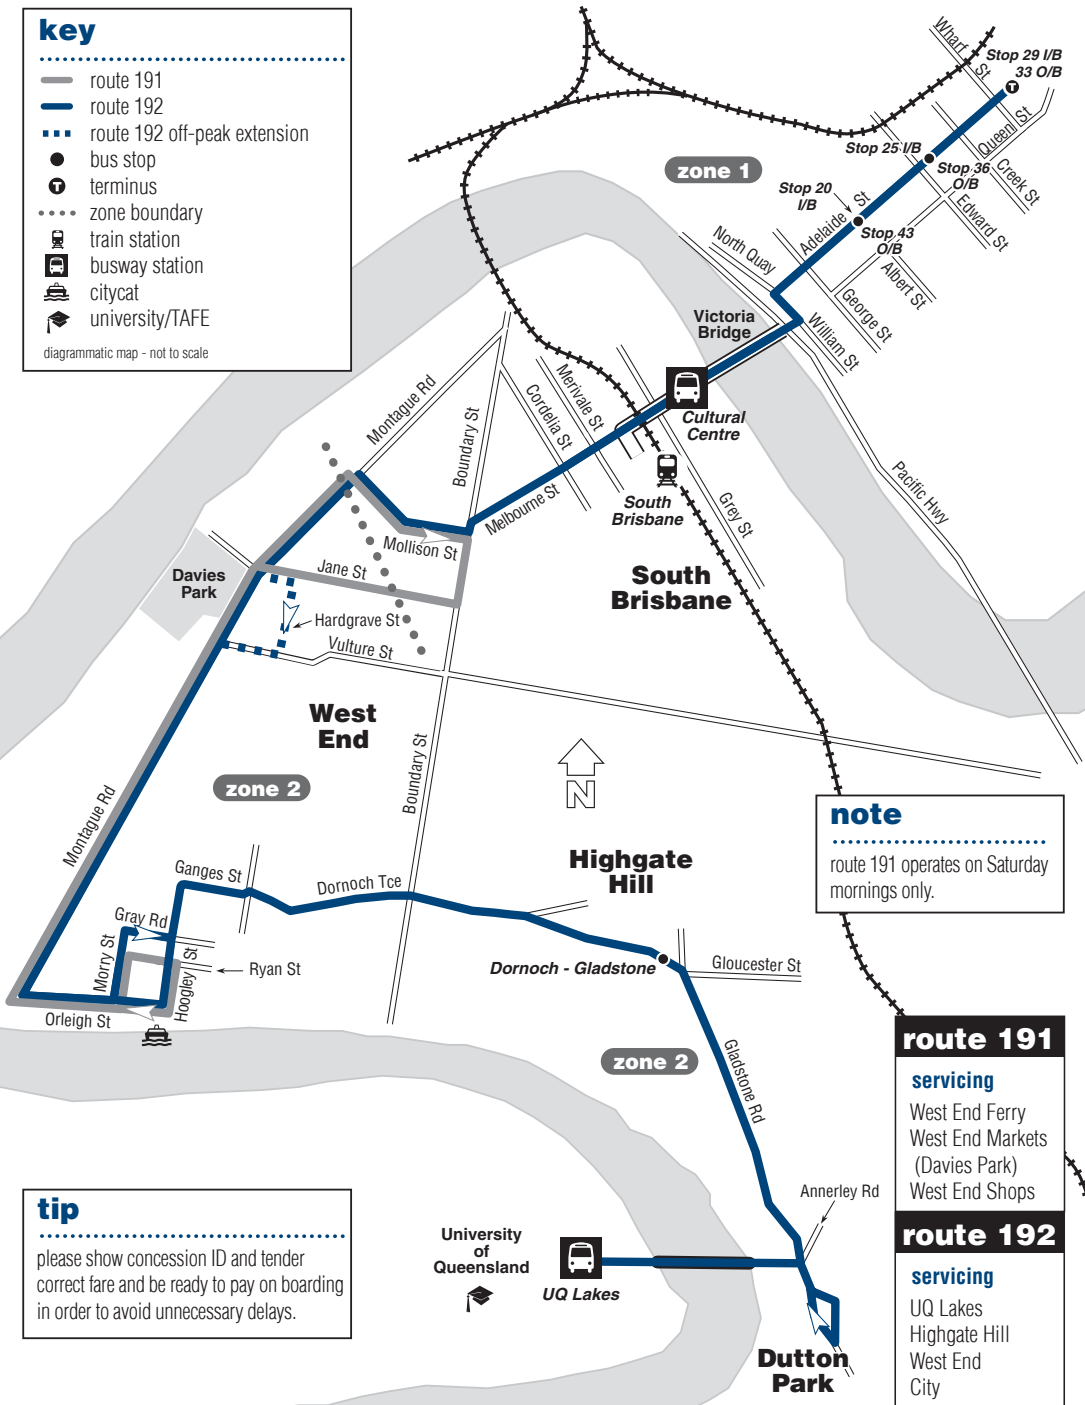 key
route 191
route 192
route 192 off-peak extension
bus stop
T
terminus
zone boundary
train station
busway station
citycat
university/TAFE
diagrammatic map - not to scale
Wharf St
Stop 29 I/B
33 O/B
T
Queen St
Stop 25 I/B
Stop 36
O/B
Creek St
zone 1
Stop 20
I/B
Adelaide St
Edward St
Stop 43
O/B
North Quay
Albert St
George St
Victoria
Bridge
William St
Montague Rd
Boundary St
Cordelia St
Merivale St
Cultural
Centre
Melbourne St
South
Brisbane
Grey St
Pacific Hwy
Mollison St
Jane St
Davies
Park
South
Brisbane
Hardgrave St
Vulture St
West
End
Boundary St
zone 2
N
Montague Rd
note
route 191 operates on Saturday
mornings only.
Highgate
Hill
Ganges St
Dornoch Tce
Gray Rd
Morry St
Hoogley St
Ryan St
Dornoch - Gladstone
Gloucester St
Orleigh St
zone 2
Gladstone Rd
route 191
servicing
West End Ferry
West End Markets
(Davies Park)
West End Shops
Annerley Rd
tip
please show concession ID and tender
correct fare and be ready to pay on boarding
in order to avoid unnecessary delays.
University
of
Queensland
UQ Lakes
route 192
servicing
UQ Lakes
Highgate Hill
West End
City
Dutton
Park